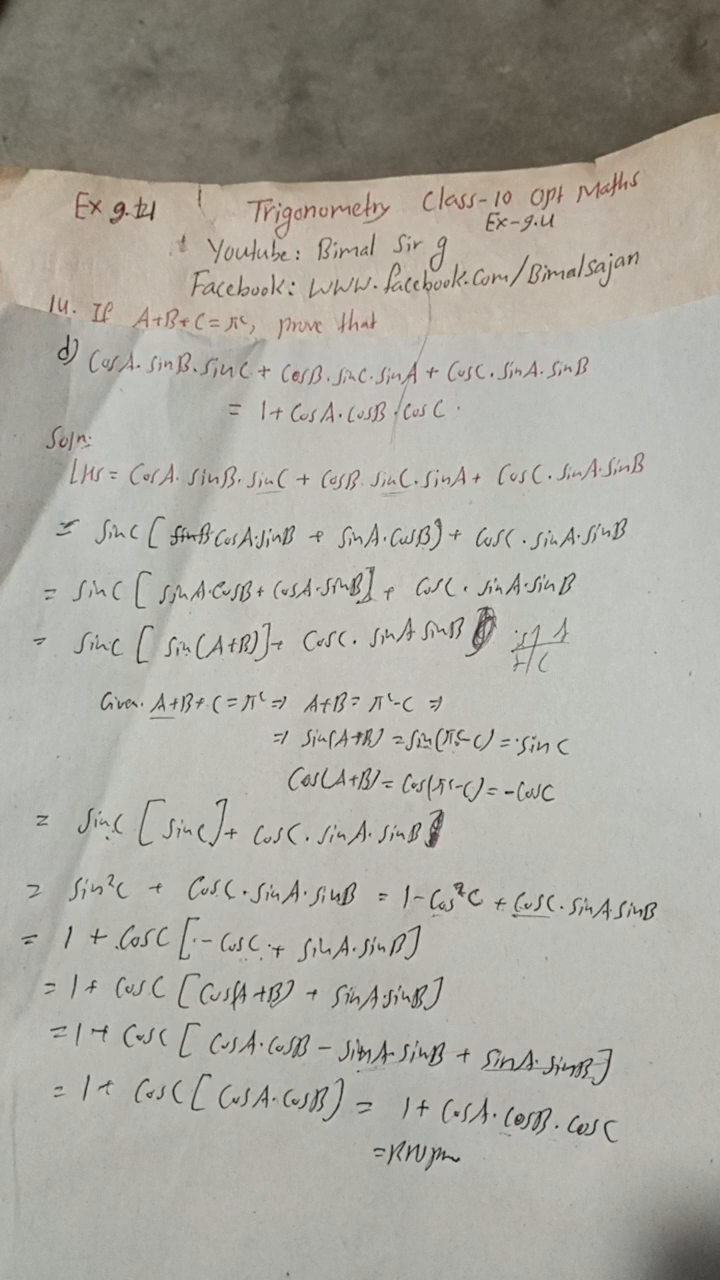 Ex 9.4 Trigonometry Class-10 Opt Maths
Ex-9.4
Youtube: Bimal Sir g
Facebook: WWW.facebook.com/Bimalsajan
14. If A+B+C=πᶜ, prove that
d) CosA. SinB. SinC + CosB. SinC. SinA + CosC. SinA. SinB
= 1+ CosA. CosB. CosC.
Soln:
LHS = CosA. SinB. SinC + CosB. SinC. SinA + CosC. SinA. SinB
= SinC [ CosA. SinB + SinA. CosB] + CosC. SinA. SinB
= SinC [ SinA. CosB + CosA. SinB] + CosC. SinA. SinB
= SinC [ Sin(A+B)] + CosC. SinA SinB
Given. A+B+C=πᶜ ⇒ A+B= πᶜ-C ⇒
⇒ Sin(A+B) = Sin(πᶜ-C) = SinC
Cos(A+B) = Cos(πᶜ-C) = -CosC
= SinC [SinC] + CosC. SinA. SinB
= Sin²C + CosC. SinA. SinB = 1-Cos²C + CosC. SinA SinB
= 1 + CosC [-CosC + SinA. SinB]
= 1+ CosC [Cos(A+B) + SinA. SinB]
= 1+ CosC [ CosA. CosB - SinA. SinB + SinA. SinB]
= 1+ CosC [ CosA. CosB] = 1+ CosA. CosB. CosC